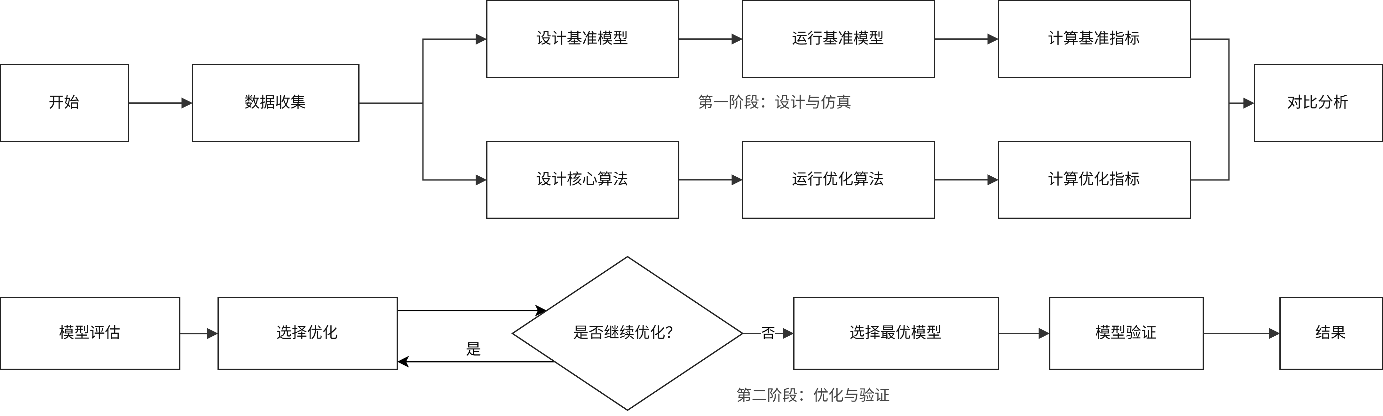 开始
数据收集
设计基准模型
运行基准模型
计算基准指标
第一阶段：设计与仿真
设计核心算法
运行优化算法
计算优化指标
对比分析
模型评估
选择优化
是否继续优化？
是
否
选择最优模型
模型验证
结果
第二阶段：优化与验证